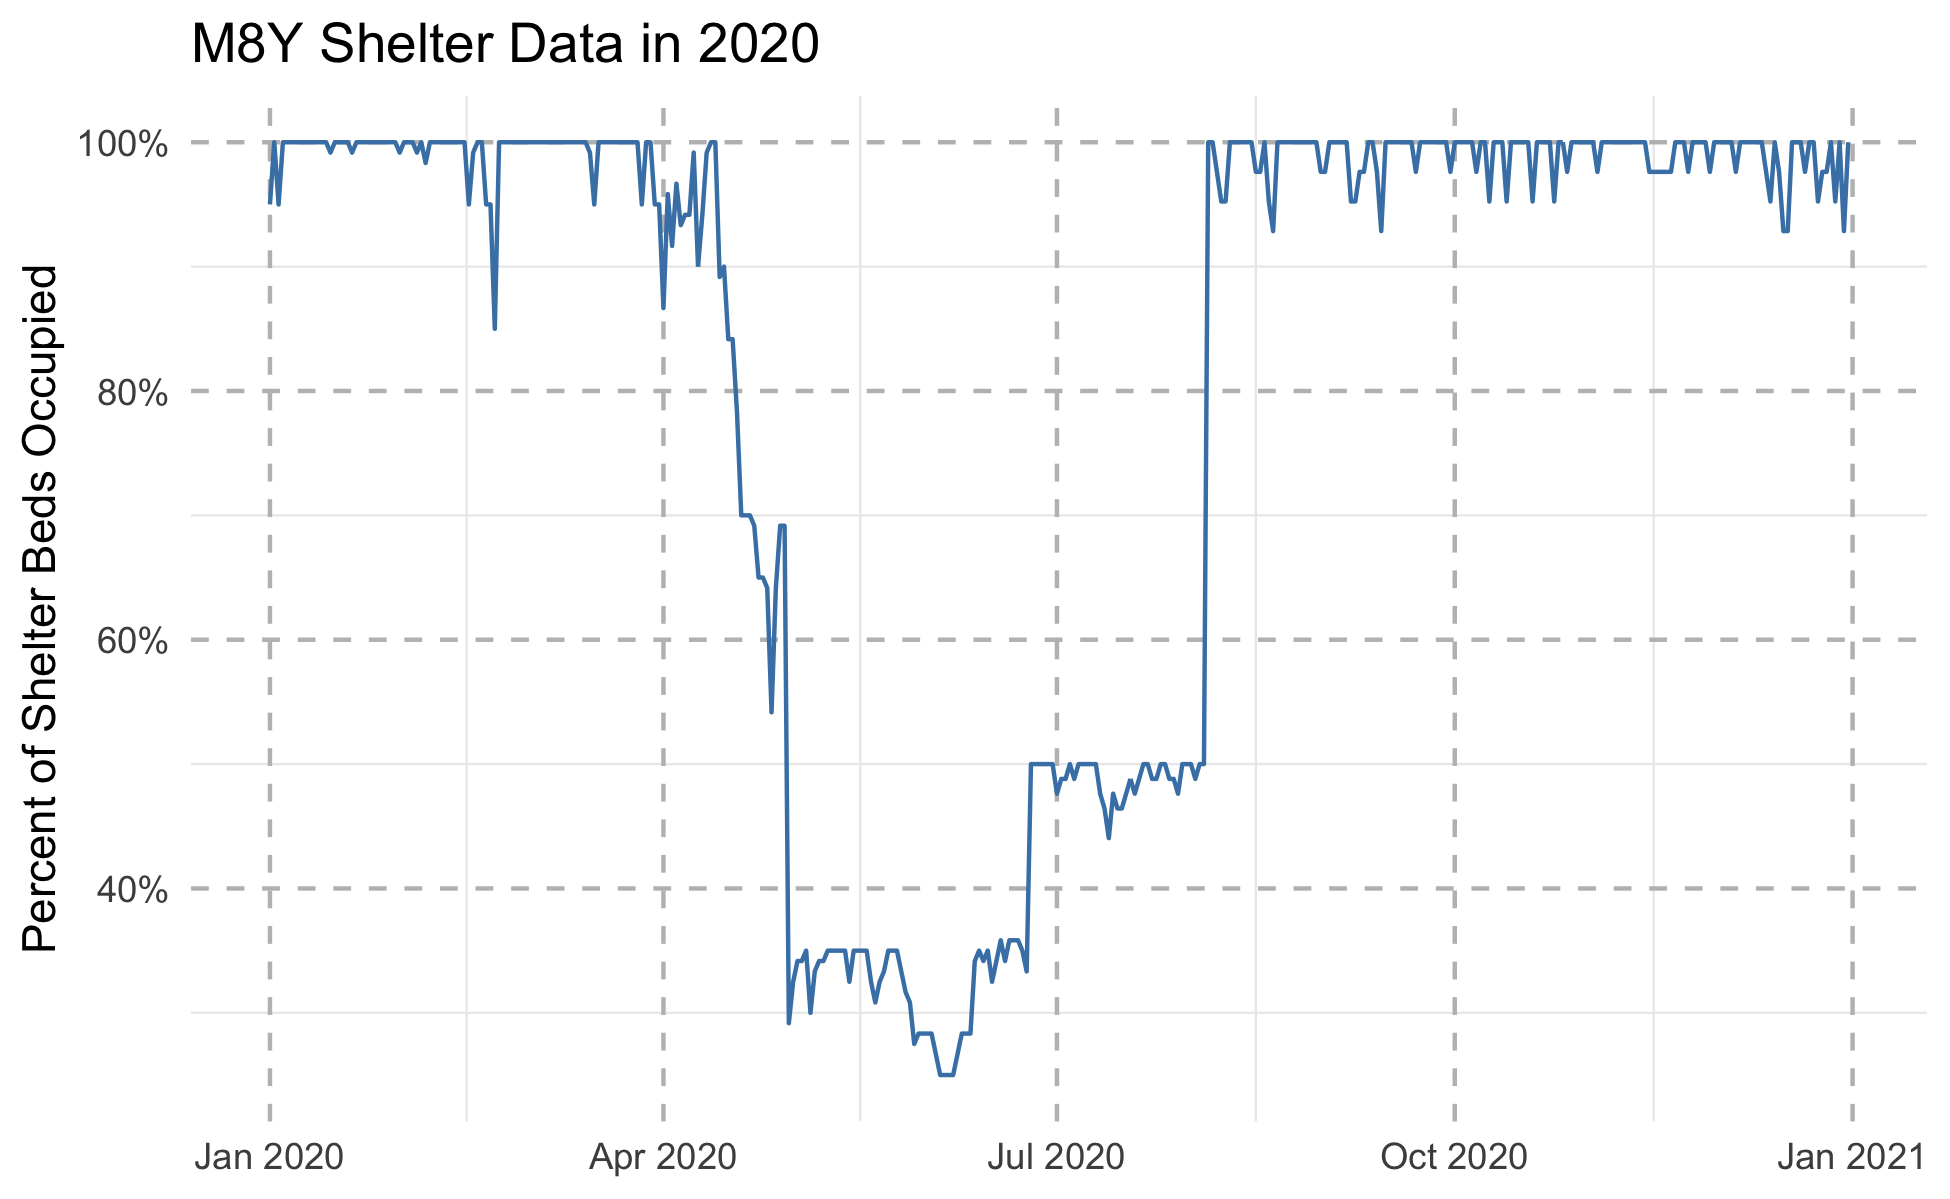 M8Y Shelter Data in 2020
Percent of Shelter Beds Occupied
100%
80%
60%
40%
Jan 2020
Apr 2020
Jul 2020
Oct 2020
Jan 2021